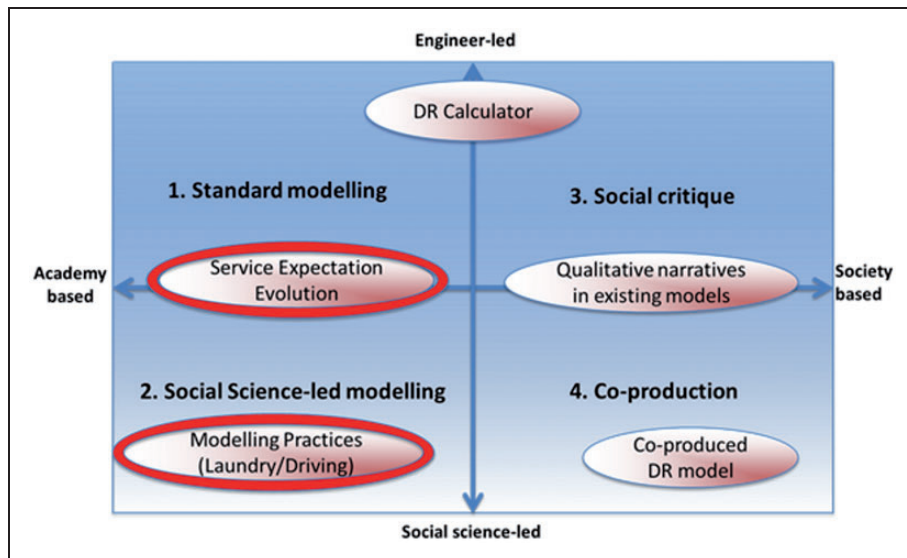 Engineer-led
DR Calculator
1. Standard modelling
3. Social critique
Academy
based
Service Expectation
Evolution
Qualitative narratives
in existing models
Society
based
2. Social Science-led modelling
4. Co-production
Modelling Practices
(Laundry/Driving)
Co-produced
DR model
Social science-led